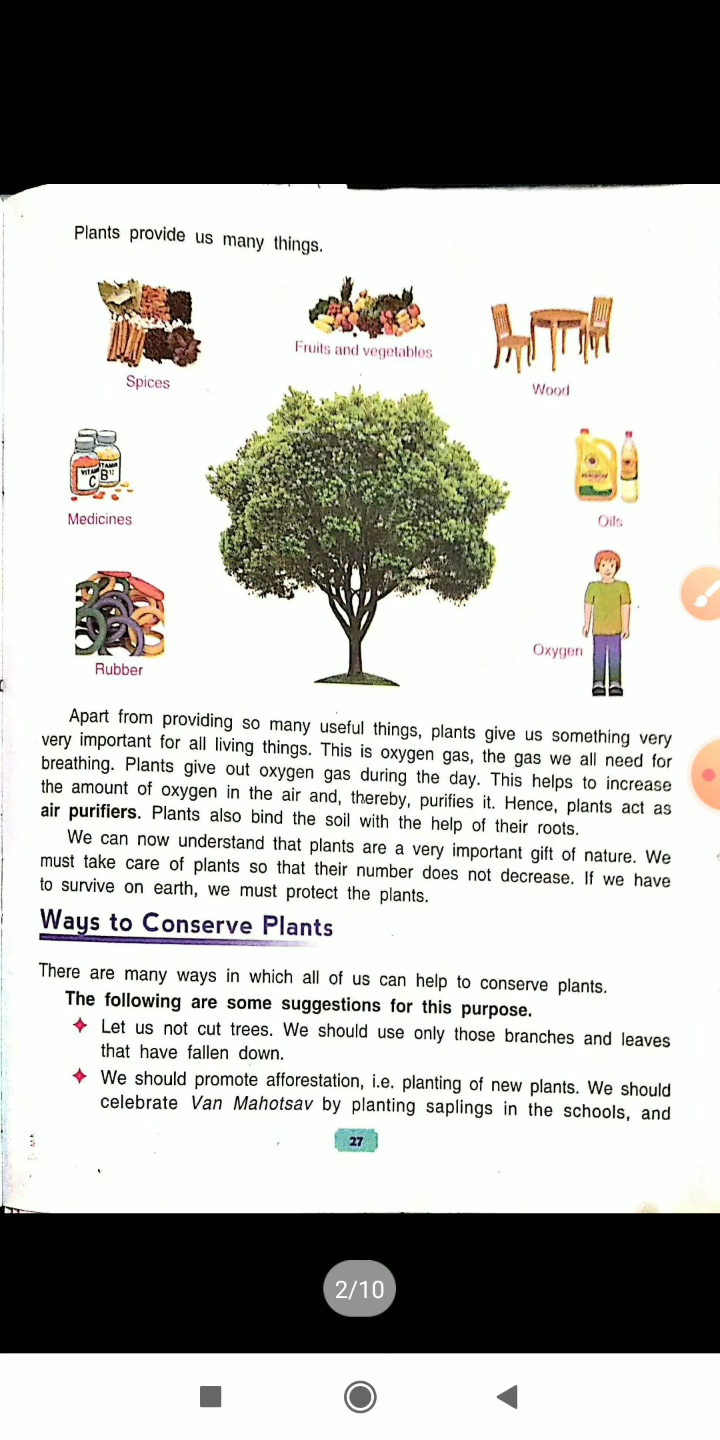 Plants provide us many things.
Spices
Fruits and vegetables
Wood
VITAMIN
C
VITAMIN
B12
Medicines
Oils
Rubber
Oxygen
Apart from providing so many useful things, plants give us something very
very important for all living things. This is oxygen gas, the gas we all need for
breathing. Plants give out oxygen gas during the day. This helps to increase
the amount of oxygen in the air and, thereby, purifies it. Hence, plants act as
air purifiers. Plants also bind the soil with the help of their roots.
We can now understand that plants are a very important gift of nature. We
must take care of plants so that their number does not decrease. If we have
to survive on earth, we must protect the plants.
Ways to Conserve Plants
There are many ways in which all of us can help to conserve plants.
The following are some suggestions for this purpose.
Let us not cut trees. We should use only those branches and leaves
that have fallen down.
We should promote afforestation, i.e. planting of new plants. We should
celebrate Van Mahotsav by planting saplings in the schools, and
27
2/10